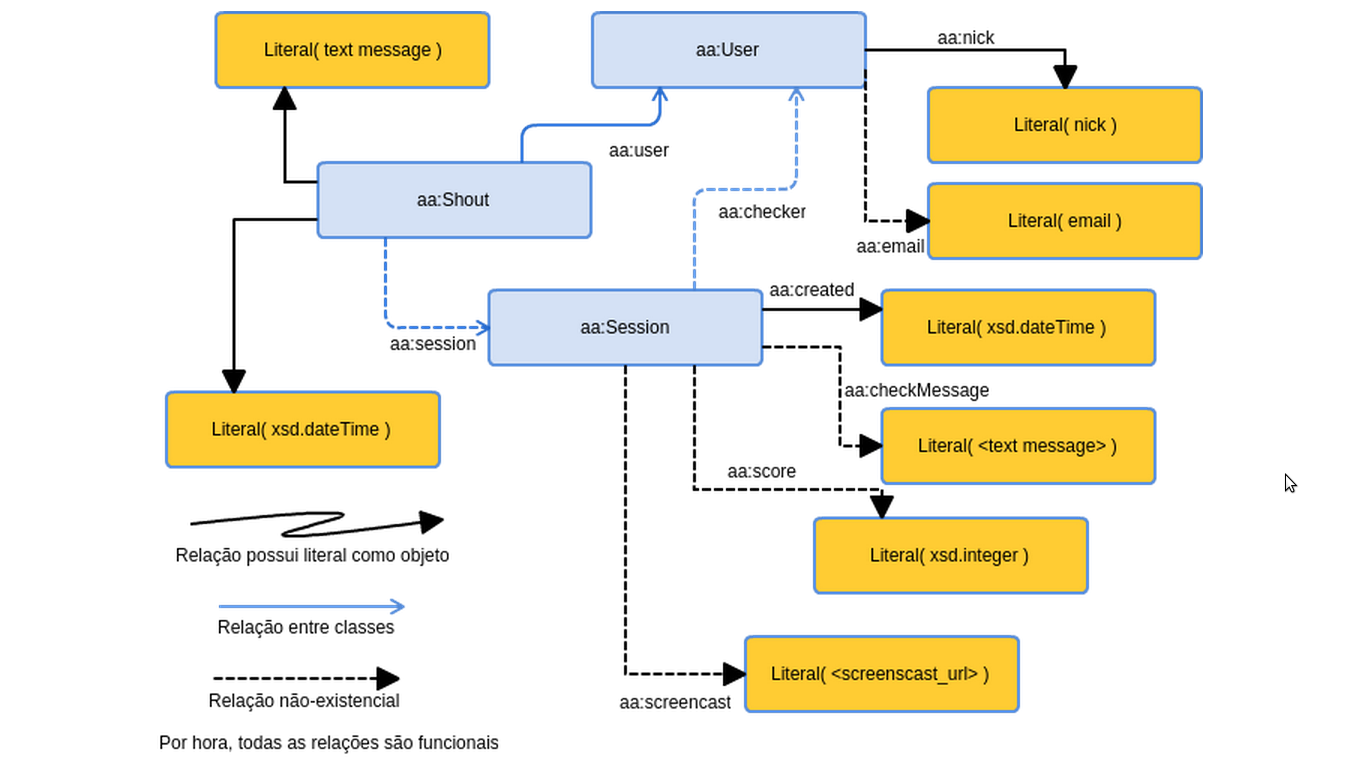 Literal( text message )
aa:User
aa:nick
Literal( nick )
aa:user
aa:Shout
aa:checker
Literal( email )
aa:email
aa:created
aa:Session
Literal( xsd.dateTime )
aa:session
aa:checkMessage
Literal( xsd.dateTime )
Literal( <text message> )
aa:score
Relação possui literal como objeto
Literal( xsd.integer )
Relação entre classes
Literal( <screenscast_url> )
Relação não-existencial
aa:screencast
Por hora, todas as relações são funcionais